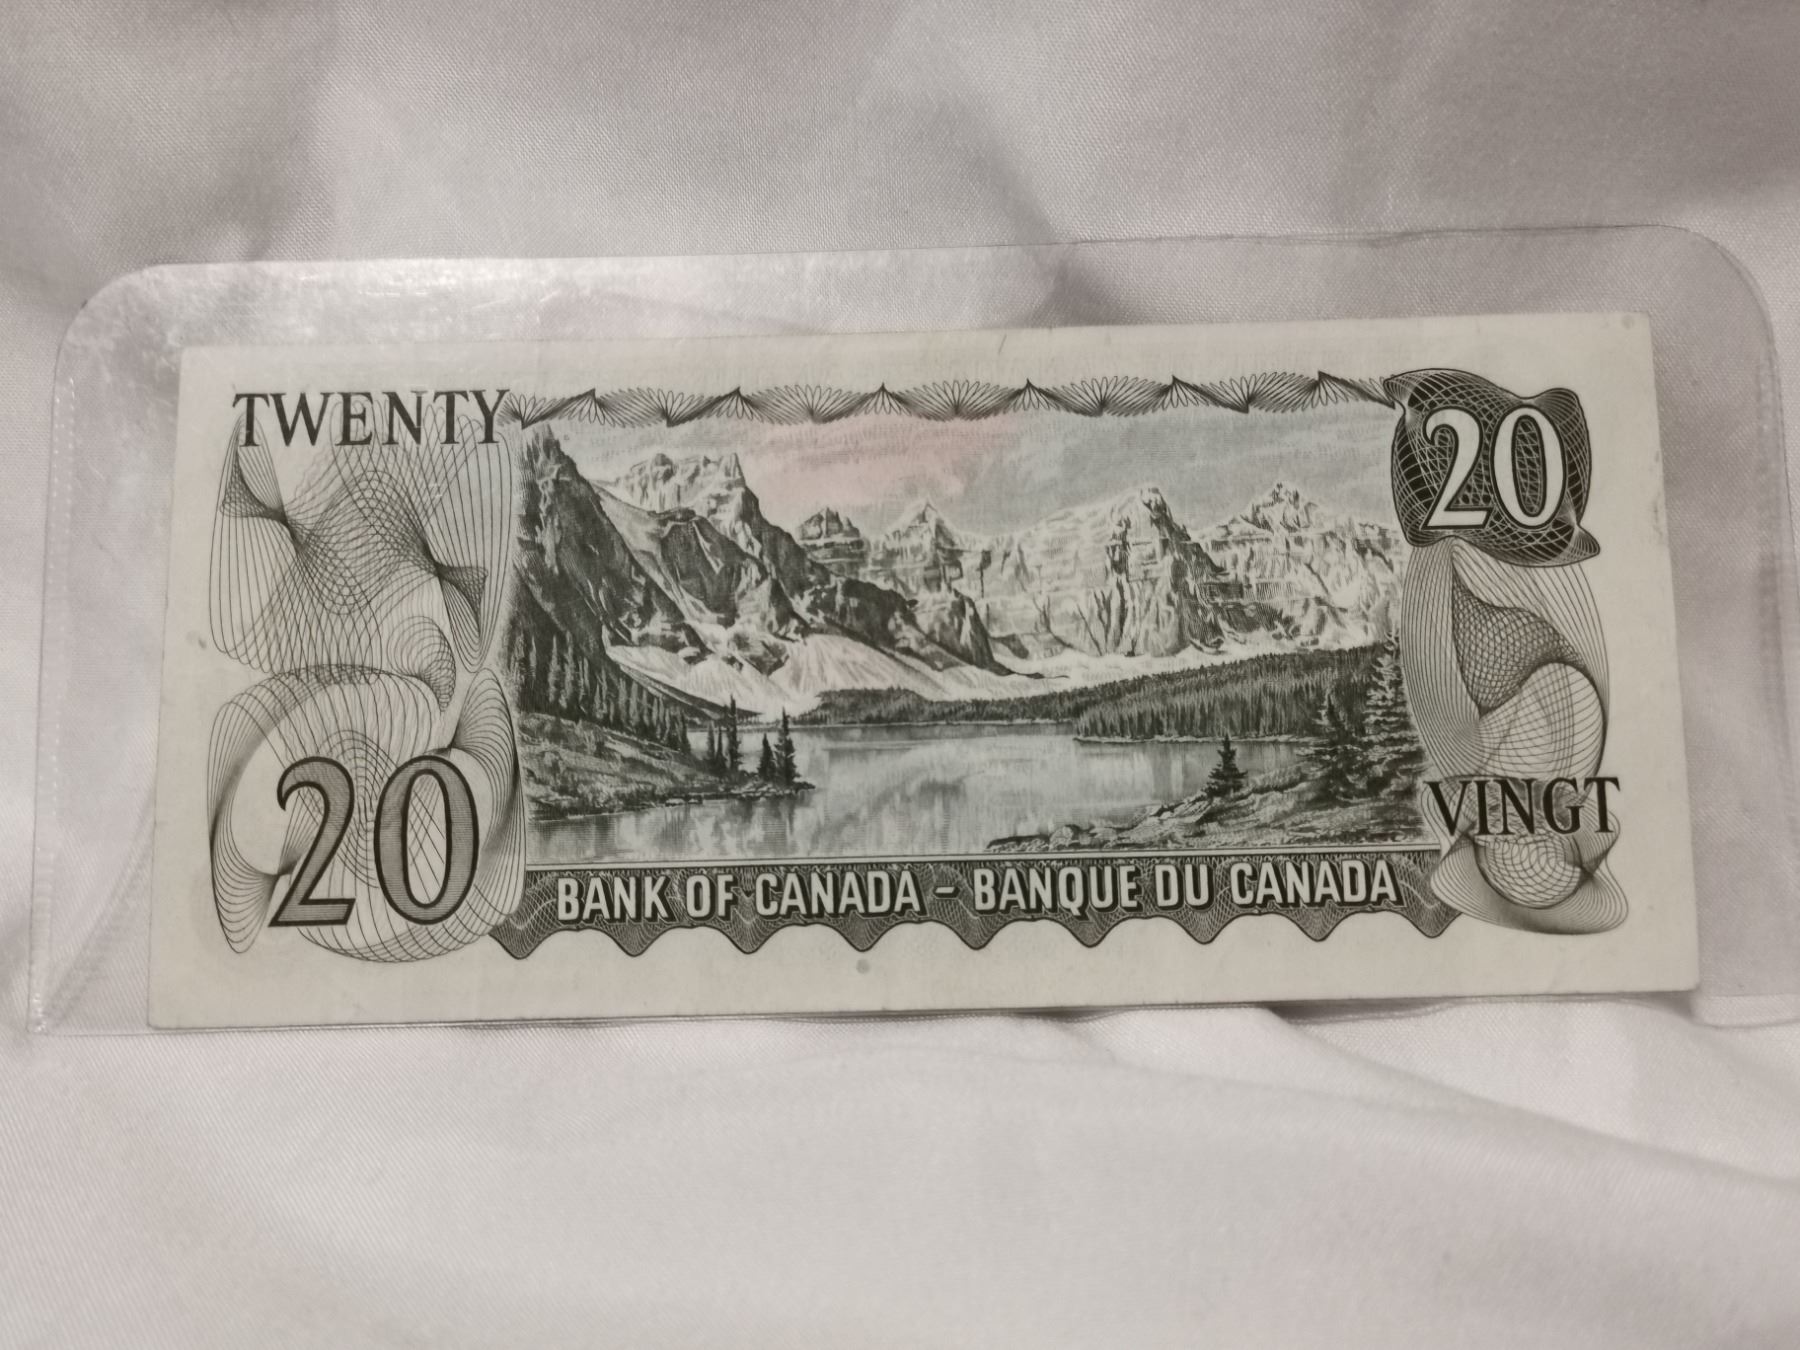 TWENTY
20
20
VINGT
BANK OF CANADA - BANQUE DU CANADA